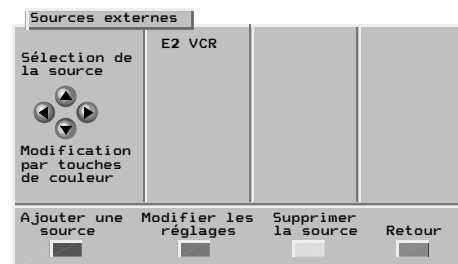 Sources externes
Sélection de
la source
Modification
par touches
de couleur
E2 VCR
Ajouter une
source
Modifier les
réglages
Supprimer
la source
Retour